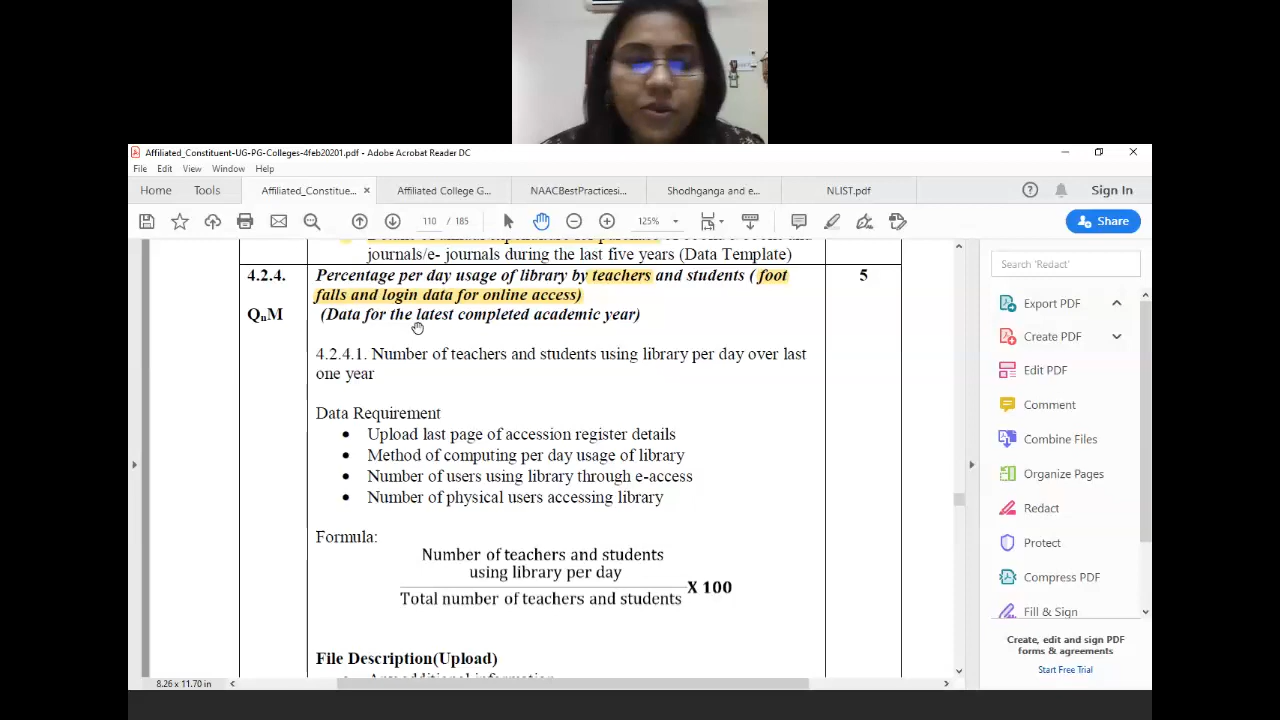 Affiliated_Constituent-UG-PG-Colleges-4feb20201.pdf - Adobe Acrobat Reader DC
File Edit View Window Help
Home Tools Affiliated_Constitue... × Affiliated College G... NAACBestPracticesi... Shodhganga and e... NLIST.pdf Sign In
110 / 185 125% Share
journals/e- journals during the last five years (Data Template)
4.2.4. Percentage per day usage of library by teachers and students ( foot 5
falls and login data for online access)
QnM (Data for the latest completed academic year)
4.2.4.1. Number of teachers and students using library per day over last
one year
Data Requirement
• Upload last page of accession register details
• Method of computing per day usage of library
• Number of users using library through e-access
• Number of physical users accessing library
Formula:
Number of teachers and students
using library per day
X 100
Total number of teachers and students
File Description(Upload)
8.26 x 11.70 in
Search 'Redact'
Export PDF
Create PDF
Edit PDF
Comment
Combine Files
Organize Pages
Redact
Protect
Compress PDF
Fill & Sign
Create, edit and sign PDF
forms & agreements
Start Free Trial